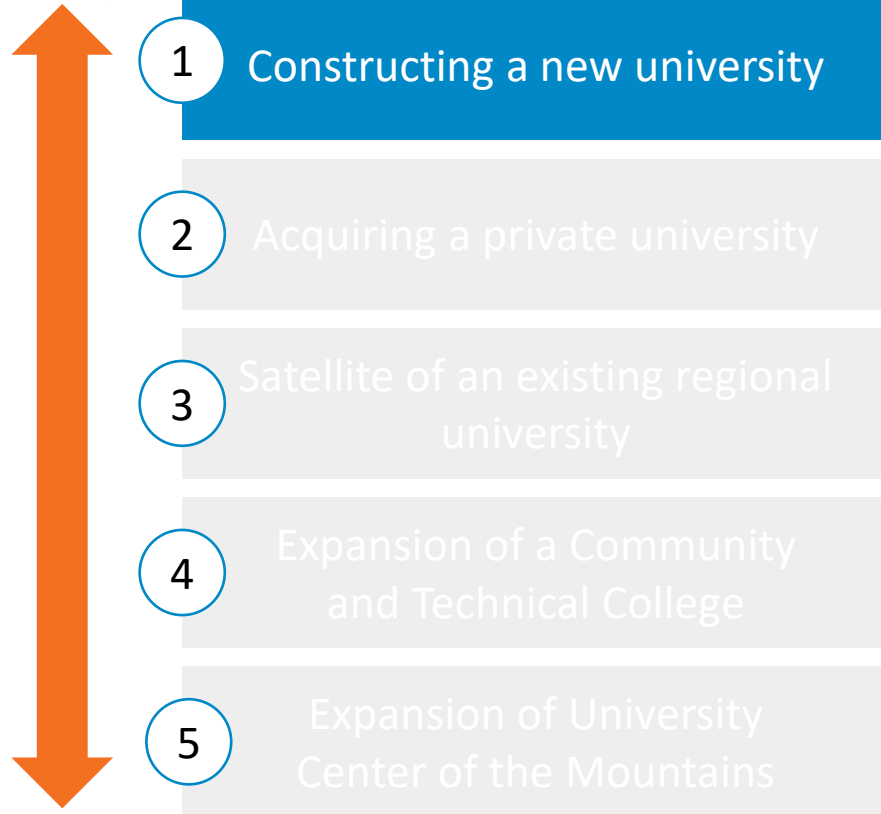 1
Constructing a new university
2
Acquiring a private university
3
Satellite of an existing regional
university
4
Expansion of a Community
and Technical College
5
Expansion of University
Center of the Mountains